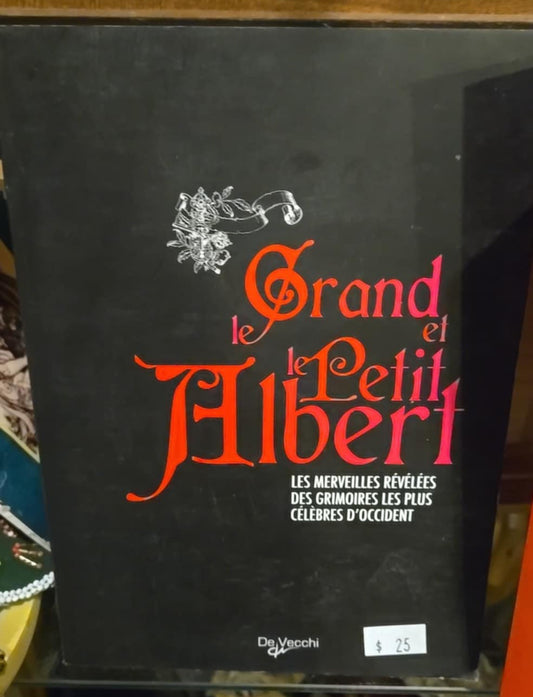 le Grand et
le Petit
Albert
LES MERVEILLES RÉVÉLÉES
DES GRIMOIRES LES PLUS
CÉLÈBRES D'OCCIDENT
De Vecchi
$ 25